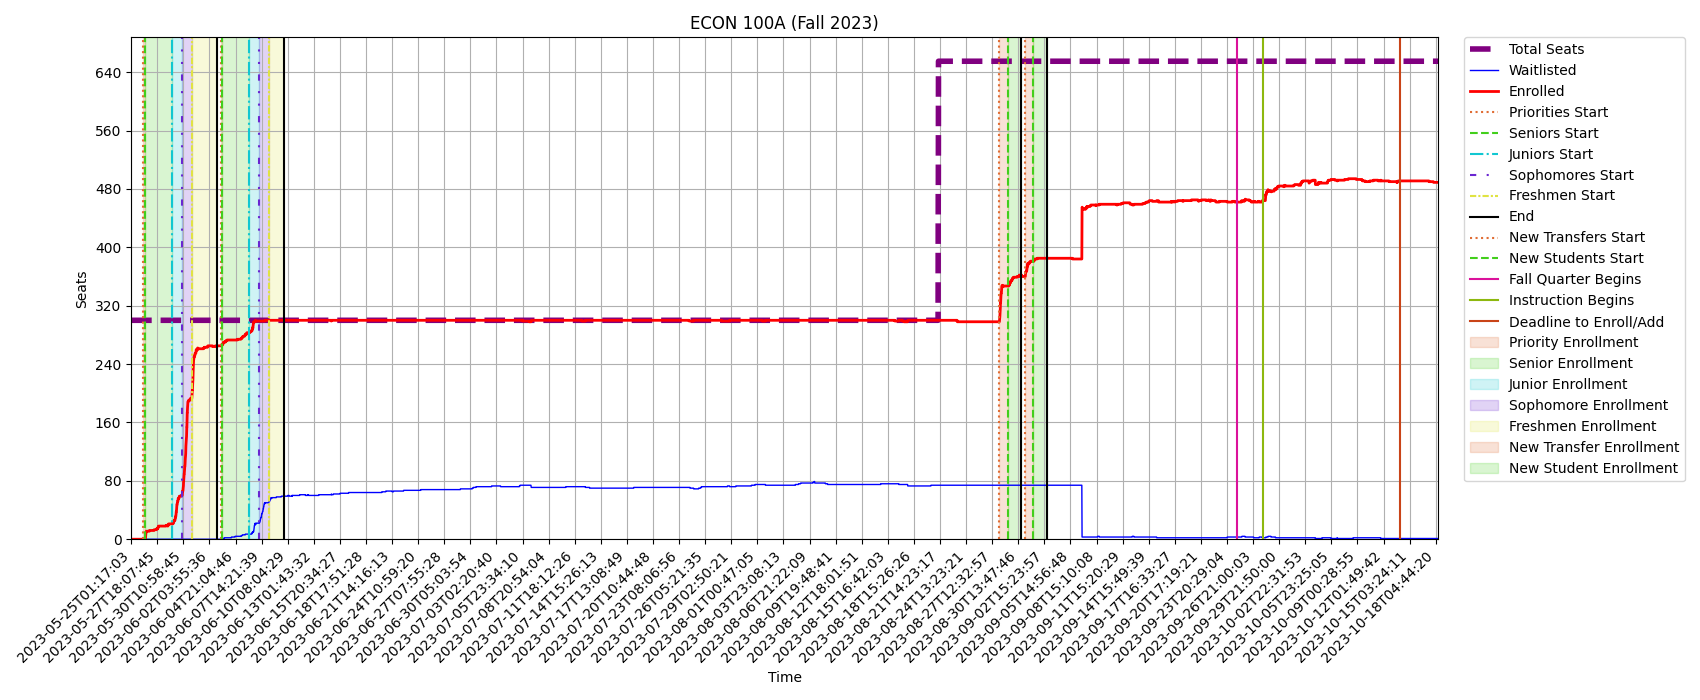 ECON 100A (Fall 2023)
Seats
640
560
480
400
320
240
160
80
0
2023-05-25T01:17:03
2023-05-27T18:07:45
2023-05-30T10:58:45
2023-06-02T03:55:36
2023-06-04T21:04:46
2023-06-07T14:21:39
2023-06-10T08:04:29
2023-06-13T01:43:32
2023-06-15T20:34:27
2023-06-18T17:51:28
2023-06-21T14:16:13
2023-06-24T10:59:20
2023-06-27T07:55:28
2023-06-30T05:03:54
2023-07-03T02:20:40
2023-07-05T23:34:10
2023-07-08T20:54:04
2023-07-11T18:12:26
2023-07-14T15:26:13
2023-07-17T13:08:49
2023-07-20T10:44:48
2023-07-23T08:06:56
2023-07-26T05:21:35
2023-07-29T02:50:21
2023-08-01T00:47:05
2023-08-03T23:08:13
2023-08-06T21:22:09
2023-08-09T19:48:41
2023-08-12T18:01:51
2023-08-15T16:42:03
2023-08-18T15:26:26
2023-08-21T14:23:17
2023-08-24T13:23:21
2023-08-27T12:32:57
2023-08-30T13:47:46
2023-09-02T15:23:57
2023-09-05T14:56:48
2023-09-08T15:10:08
2023-09-11T15:20:29
2023-09-14T15:49:39
2023-09-17T16:33:27
2023-09-20T17:19:21
2023-09-23T20:29:04
2023-09-26T21:00:03
2023-09-29T21:50:00
2023-10-02T22:31:53
2023-10-05T23:25:05
2023-10-09T00:28:55
2023-10-12T01:49:42
2023-10-15T03:24:11
2023-10-18T04:44:20
Time
Total Seats
Waitlisted
Enrolled
Priorities Start
Seniors Start
Juniors Start
Sophomores Start
Freshmen Start
End
New Transfers Start
New Students Start
Fall Quarter Begins
Instruction Begins
Deadline to Enroll/Add
Priority Enrollment
Senior Enrollment
Junior Enrollment
Sophomore Enrollment
Freshmen Enrollment
New Transfer Enrollment
New Student Enrollment